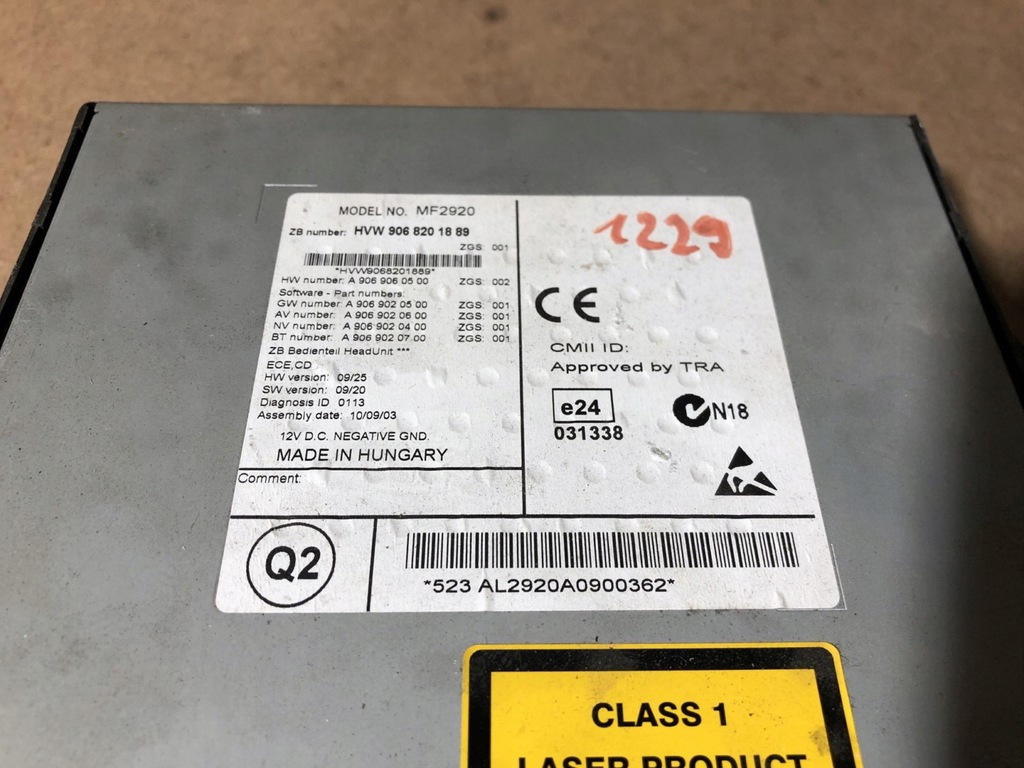 MODEL NO. MF2920
ZB number: HVW 906 820 18 89
ZGS: 001
*HVW9068201889*
HW number: A 906 906 05 00 ZGS: 002
Software - Part numbers:
GW number: A 906 902 05 00 ZGS: 001
AV number: A 906 902 06 00 ZGS: 001
NV number: A 906 902 04 00 ZGS: 001
BT number: A 906 902 07 00 ZGS: 001
ZB Bedienteil HeadUnit ***
ECE,CD
HW version: 09/25
SW version: 09/20
Diagnosis ID 0113
Assembly date: 10/09/03
12V D.C. NEGATIVE GND.
MADE IN HUNGARY
Comment:
1229
CE
CMII ID:
Approved by TRA
e24
031338
N18
Q2
*523 AL2920A0900362*
CLASS 1
LASER PRODUCT